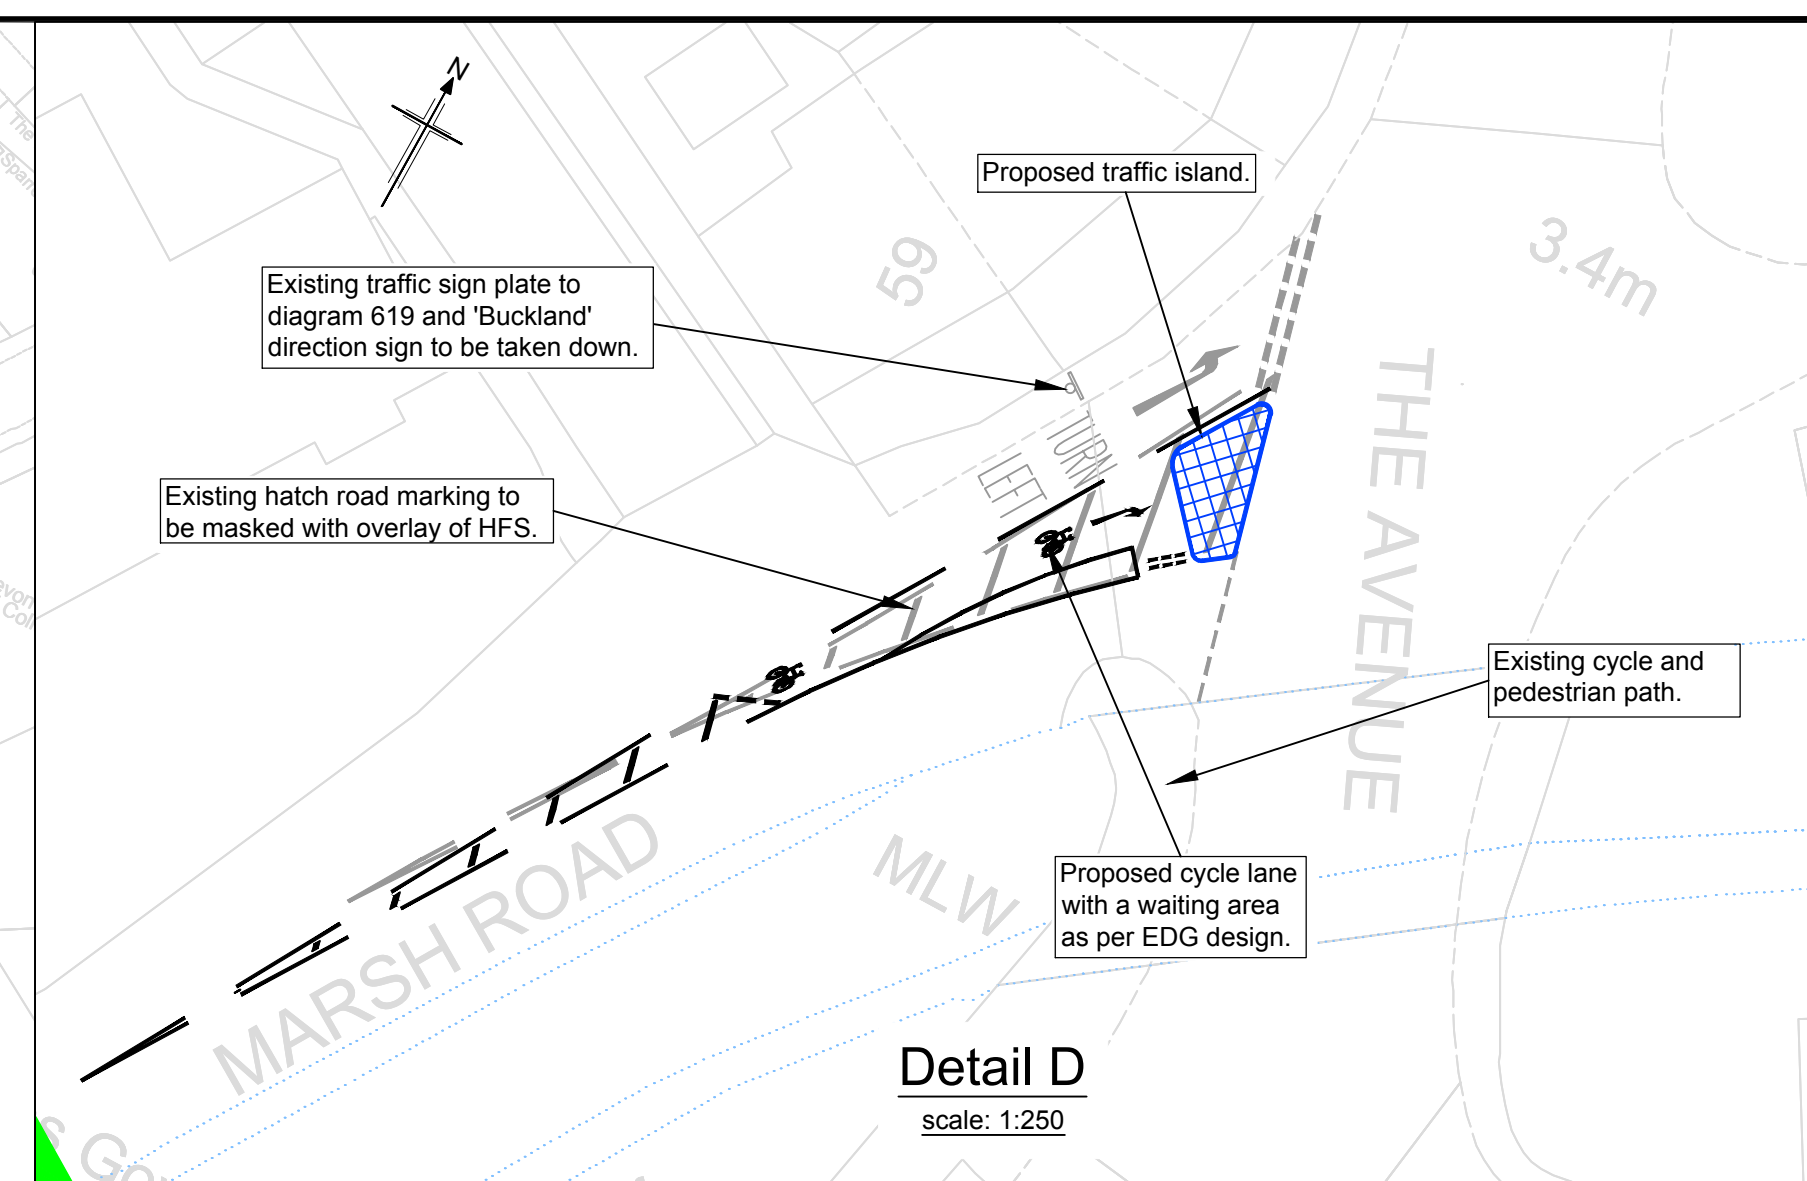 N
Proposed traffic island.
59
3.4m
Existing traffic sign plate to
diagram 619 and 'Buckland'
direction sign to be taken down.
TURN
LEFT
THE AVENUE
Existing hatch road marking to
be masked with overlay of HFS.
Existing cycle and
pedestrian path.
MARSH ROAD
MLW
Proposed cycle lane
with a waiting area
as per EDG design.
Detail D
scale: 1:250